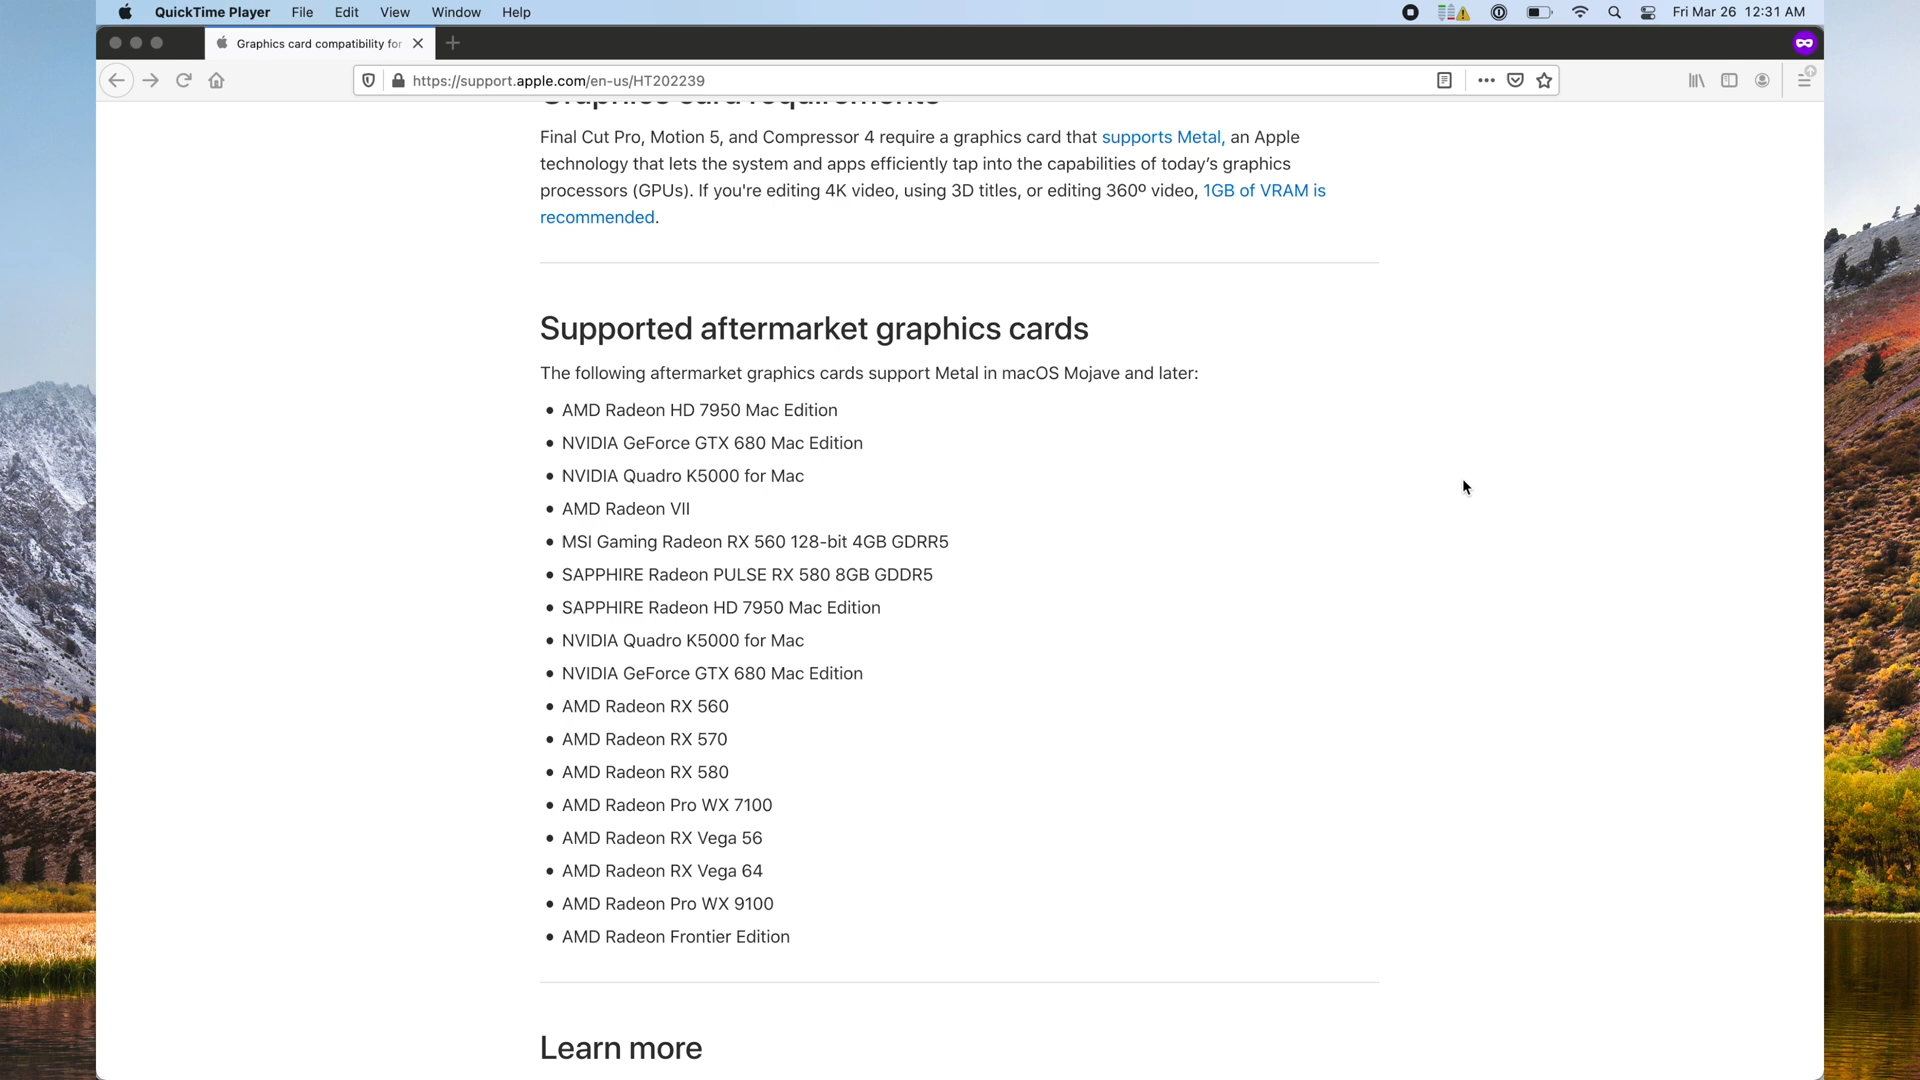 QuickTime Player File Edit View Window Help Fri Mar 26 12:31 AM
Graphics card compatibility for
https://support.apple.com/en-us/HT202239
Graphics card requirements
Final Cut Pro, Motion 5, and Compressor 4 require a graphics card that supports Metal, an Apple
technology that lets the system and apps efficiently tap into the capabilities of today's graphics
processors (GPUs). If you're editing 4K video, using 3D titles, or editing 360º video, 1GB of VRAM is
recommended.
Supported aftermarket graphics cards
The following aftermarket graphics cards support Metal in macOS Mojave and later:
• AMD Radeon HD 7950 Mac Edition
• NVIDIA GeForce GTX 680 Mac Edition
• NVIDIA Quadro K5000 for Mac
• AMD Radeon VII
• MSI Gaming Radeon RX 560 128-bit 4GB GDRR5
• SAPPHIRE Radeon PULSE RX 580 8GB GDDR5
• SAPPHIRE Radeon HD 7950 Mac Edition
• NVIDIA Quadro K5000 for Mac
• NVIDIA GeForce GTX 680 Mac Edition
• AMD Radeon RX 560
• AMD Radeon RX 570
• AMD Radeon RX 580
• AMD Radeon Pro WX 7100
• AMD Radeon RX Vega 56
• AMD Radeon RX Vega 64
• AMD Radeon Pro WX 9100
• AMD Radeon Frontier Edition
Learn more